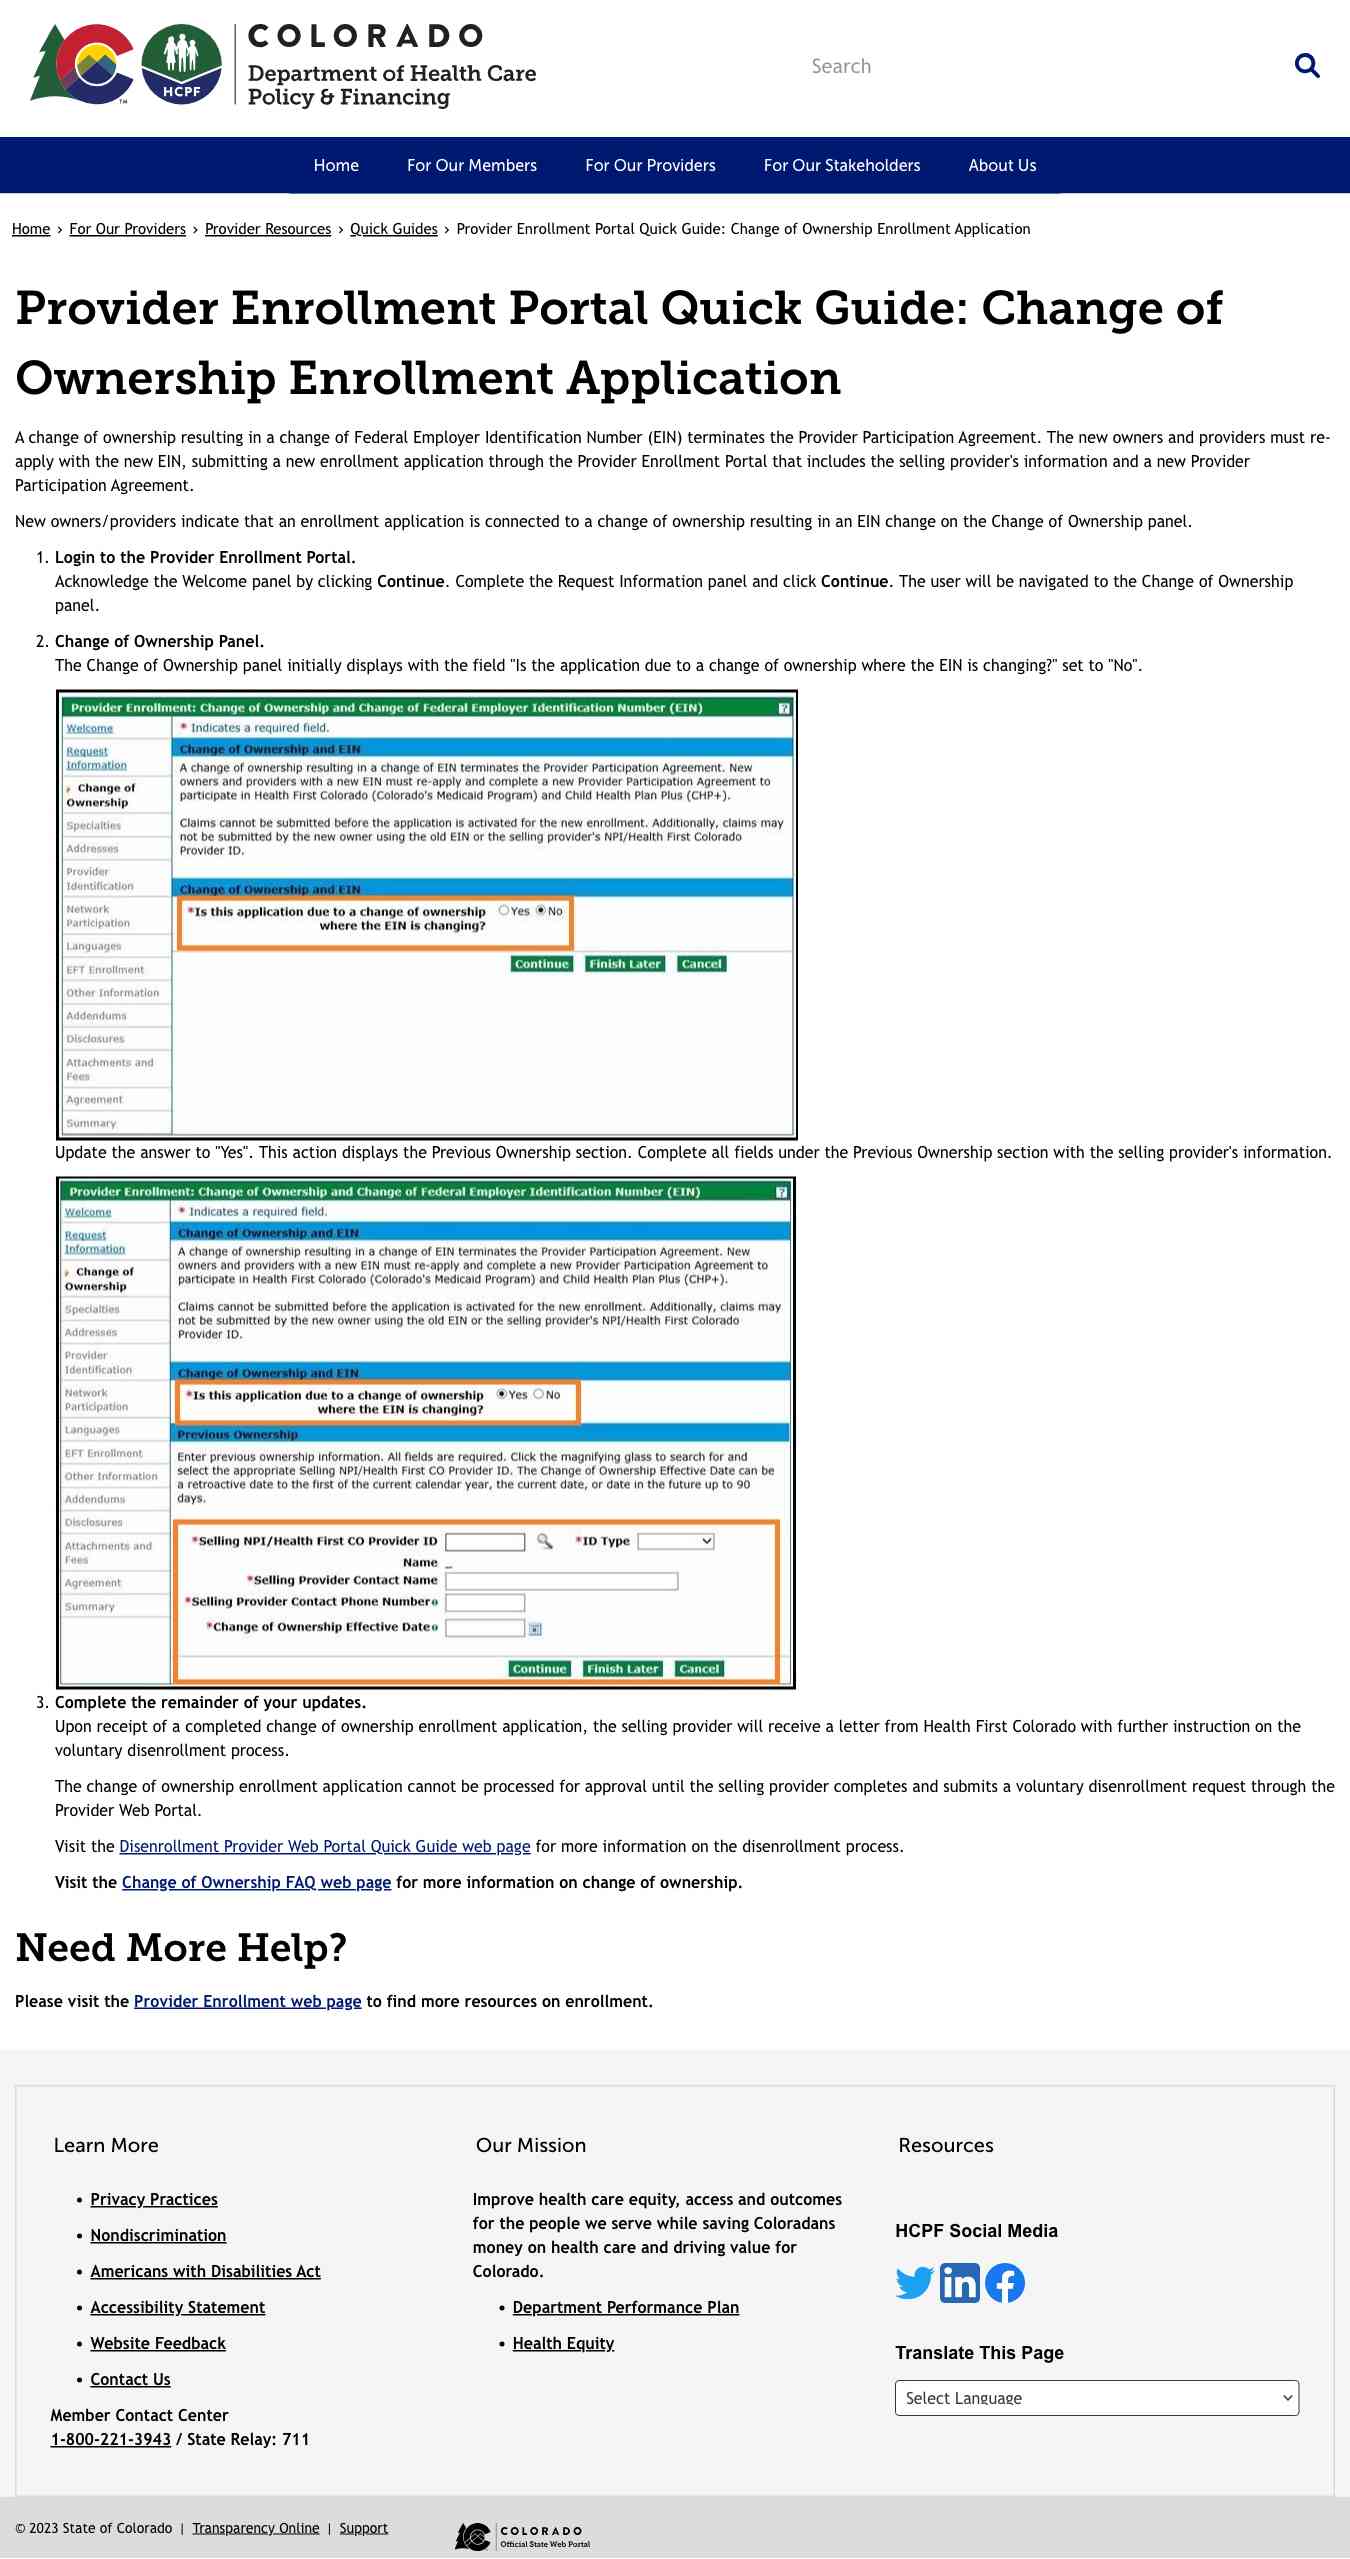 COLORADO
Department of Health Care
Policy & Financing
HCPF
TM
Search
Home For Our Members For Our Providers For Our Stakeholders About Us
Home › For Our Providers › Provider Resources › Quick Guides › Provider Enrollment Portal Quick Guide: Change of Ownership Enrollment Application
Provider Enrollment Portal Quick Guide: Change of
Ownership Enrollment Application
A change of ownership resulting in a change of Federal Employer Identification Number (EIN) terminates the Provider Participation Agreement. The new owners and providers must re-
apply with the new EIN, submitting a new enrollment application through the Provider Enrollment Portal that includes the selling provider's information and a new Provider
Participation Agreement.
New owners/providers indicate that an enrollment application is connected to a change of ownership resulting in an EIN change on the Change of Ownership panel.
1. Login to the Provider Enrollment Portal.
Acknowledge the Welcome panel by clicking Continue. Complete the Request Information panel and click Continue. The user will be navigated to the Change of Ownership
panel.
2. Change of Ownership Panel.
The Change of Ownership panel initially displays with the field "Is the application due to a change of ownership where the EIN is changing?" set to "No".
Provider Enrollment: Change of Ownership and Change of Federal Employer Identification Number (EIN) ?
Welcome
Request
Information
Change of
Ownership
Specialties
Addresses
Provider
Identification
Network
Participation
Languages
EFT Enrollment
Other Information
Addendums
Disclosures
Attachments and
Fees
Agreement
Summary
* Indicates a required field.
Change of Ownership and EIN
A change of ownership resulting in a change of EIN terminates the Provider Participation Agreement. New
owners and providers with a new EIN must re-apply and complete a new Provider Participation Agreement to
participate in Health First Colorado (Colorado's Medicaid Program) and Child Health Plan Plus (CHP+).
Claims cannot be submitted before the application is activated for the new enrollment. Additionally, claims may
not be submitted by the new owner using the old EIN or the selling provider's NPI/Health First Colorado
Provider ID.
Change of Ownership and EIN
*Is this application due to a change of ownership Yes No
where the EIN is changing?
Continue Finish Later Cancel
Update the answer to "Yes". This action displays the Previous Ownership section. Complete all fields under the Previous Ownership section with the selling provider's information.
Provider Enrollment: Change of Ownership and Change of Federal Employer Identification Number (EIN) ?
Welcome
Request
Information
Change of
Ownership
Specialties
Addresses
Provider
Identification
Network
Participation
Languages
EFT Enrollment
Other Information
Addendums
Disclosures
Attachments and
Fees
Agreement
Summary
* Indicates a required field.
Change of Ownership and EIN
A change of ownership resulting in a change of EIN terminates the Provider Participation Agreement. New
owners and providers with a new EIN must re-apply and complete a new Provider Participation Agreement to
participate in Health First Colorado (Colorado's Medicaid Program) and Child Health Plan Plus (CHP+).
Claims cannot be submitted before the application is activated for the new enrollment. Additionally, claims may
not be submitted by the new owner using the old EIN or the selling provider's NPI/Health First Colorado
Provider ID.
Change of Ownership and EIN
*Is this application due to a change of ownership Yes No
where the EIN is changing?
Previous Ownership
Enter previous ownership information. All fields are required. Click the magnifying glass to search for and
select the appropriate Selling NPI/Health First CO Provider ID. The Change of Ownership Effective Date can be
a retroactive date to the first of the current calendar year, the current date, or date in the future up to 90
days.
*Selling NPI/Health First CO Provider ID *ID Type
Name _
*Selling Provider Contact Name
*Selling Provider Contact Phone Number
*Change of Ownership Effective Date
Continue Finish Later Cancel
3. Complete the remainder of your updates.
Upon receipt of a completed change of ownership enrollment application, the selling provider will receive a letter from Health First Colorado with further instruction on the
voluntary disenrollment process.
The change of ownership enrollment application cannot be processed for approval until the selling provider completes and submits a voluntary disenrollment request through the
Provider Web Portal.
Visit the Disenrollment Provider Web Portal Quick Guide web page for more information on the disenrollment process.
Visit the Change of Ownership FAQ web page for more information on change of ownership.
Need More Help?
Please visit the Provider Enrollment web page to find more resources on enrollment.
Learn More
• Privacy Practices
• Nondiscrimination
• Americans with Disabilities Act
• Accessibility Statement
• Website Feedback
• Contact Us
Member Contact Center
1-800-221-3943 / State Relay: 711
Our Mission
Improve health care equity, access and outcomes
for the people we serve while saving Coloradans
money on health care and driving value for
Colorado.
• Department Performance Plan
• Health Equity
Resources
HCPF Social Media
Translate This Page
Select Language
© 2023 State of Colorado | Transparency Online | Support
COLORADO
Official State Web Portal